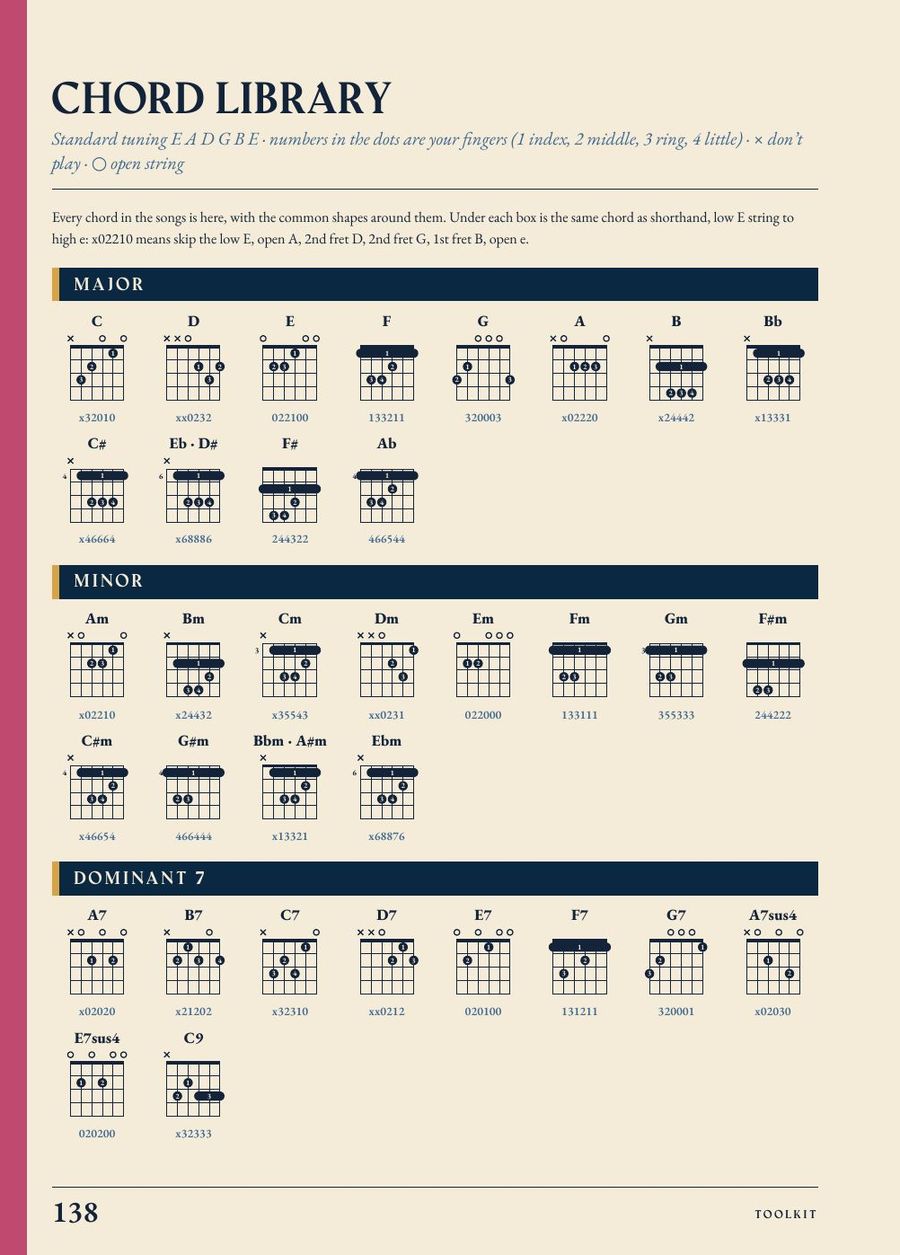 CHORD LIBRARY
Standard tuning E A D G B E · numbers in the dots are your fingers (1 index, 2 middle, 3 ring, 4 little) · × don't
play · ○ open string
Every chord in the songs is here, with the common shapes around them. Under each box is the same chord as shorthand, low E string to
high e: x02210 means skip the low E, open A, 2nd fret D, 2nd fret G, 1st fret B, open e.
MAJOR
C D E F G A B Bb
x32010 xx0232 022100 133211 320003 x02220 x24442 x13331
C# Eb · D# F# Ab
x46664 x68886 244322 466544
MINOR
Am Bm Cm Dm Em Fm Gm F#m
x02210 x24432 x35543 xx0231 022000 133111 355333 244222
C#m G#m Bbm · A#m Ebm
x46654 466444 x13321 x68876
DOMINANT 7
A7 B7 C7 D7 E7 F7 G7 A7sus4
x02020 x21202 x32310 xx0212 020100 131211 320001 x02030
E7sus4 C9
020200 x32333
138
TOOLKIT